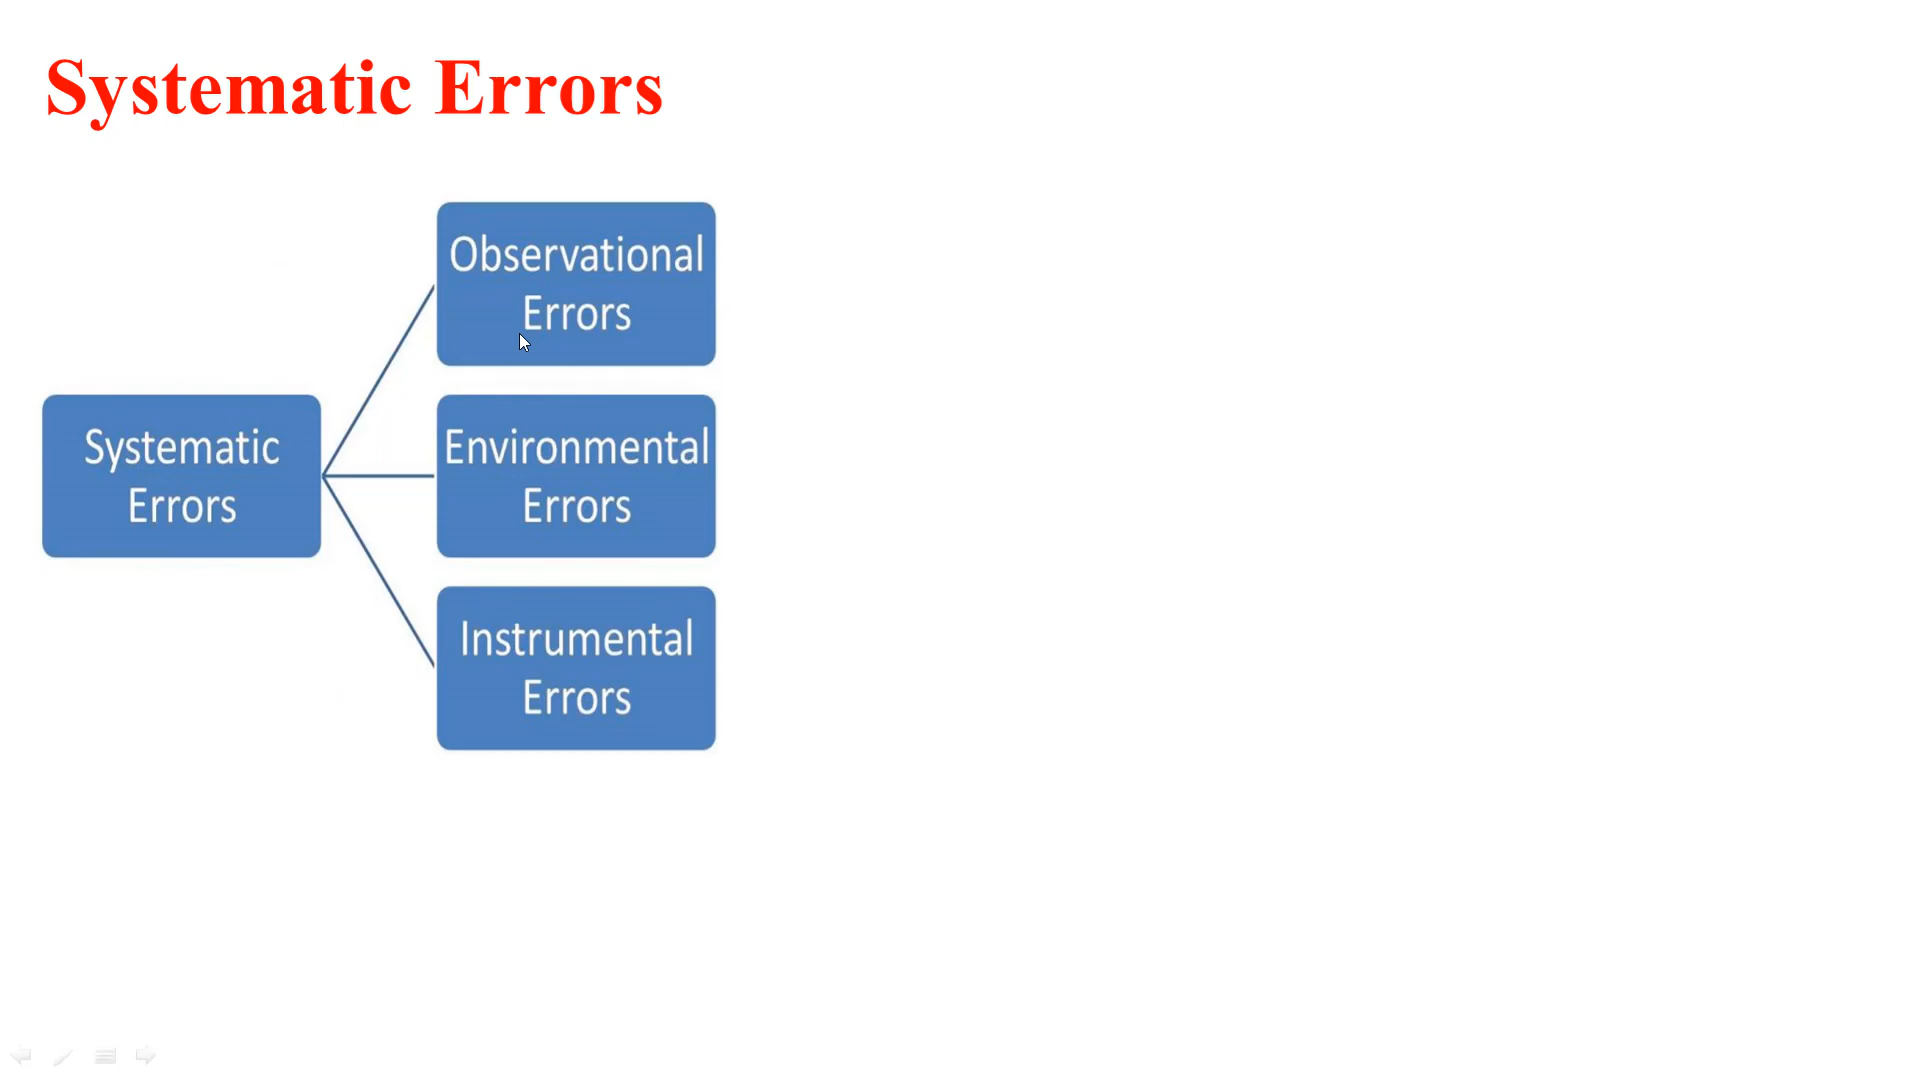 Systematic Errors
Observational
Errors
Systematic
Errors
Environmental
Errors
Instrumental
Errors